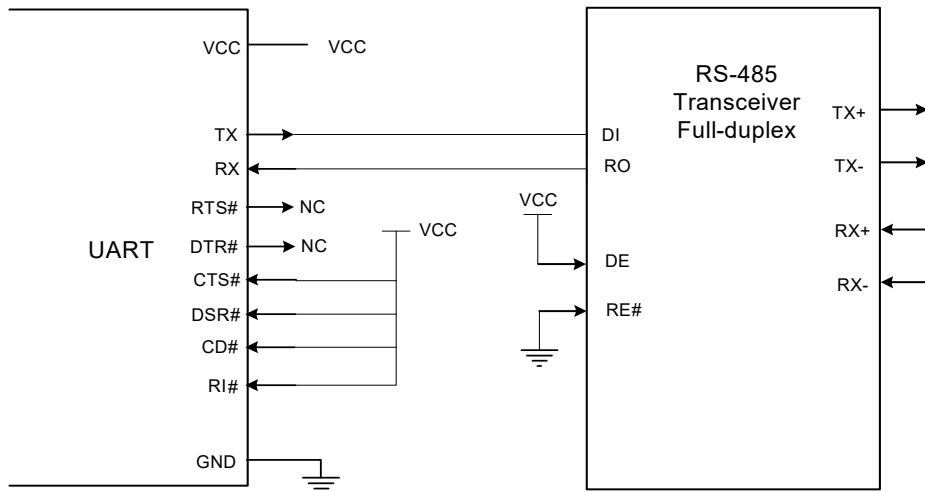 VCC
VCC
TX
RX
RTS#
NC
DTR#
NC
VCC
UART
CTS#
DSR#
CD#
RI#
GND
RS-485
Transceiver
Full-duplex
DI
RO
VCC
DE
RE#
TX+
TX-
RX+
RX-